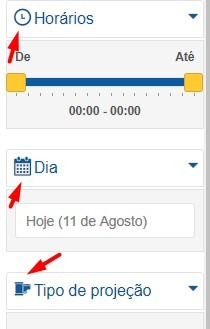 Horários
De Até
00:00 - 00:00
Dia
Hoje (11 de Agosto)
Tipo de projeção